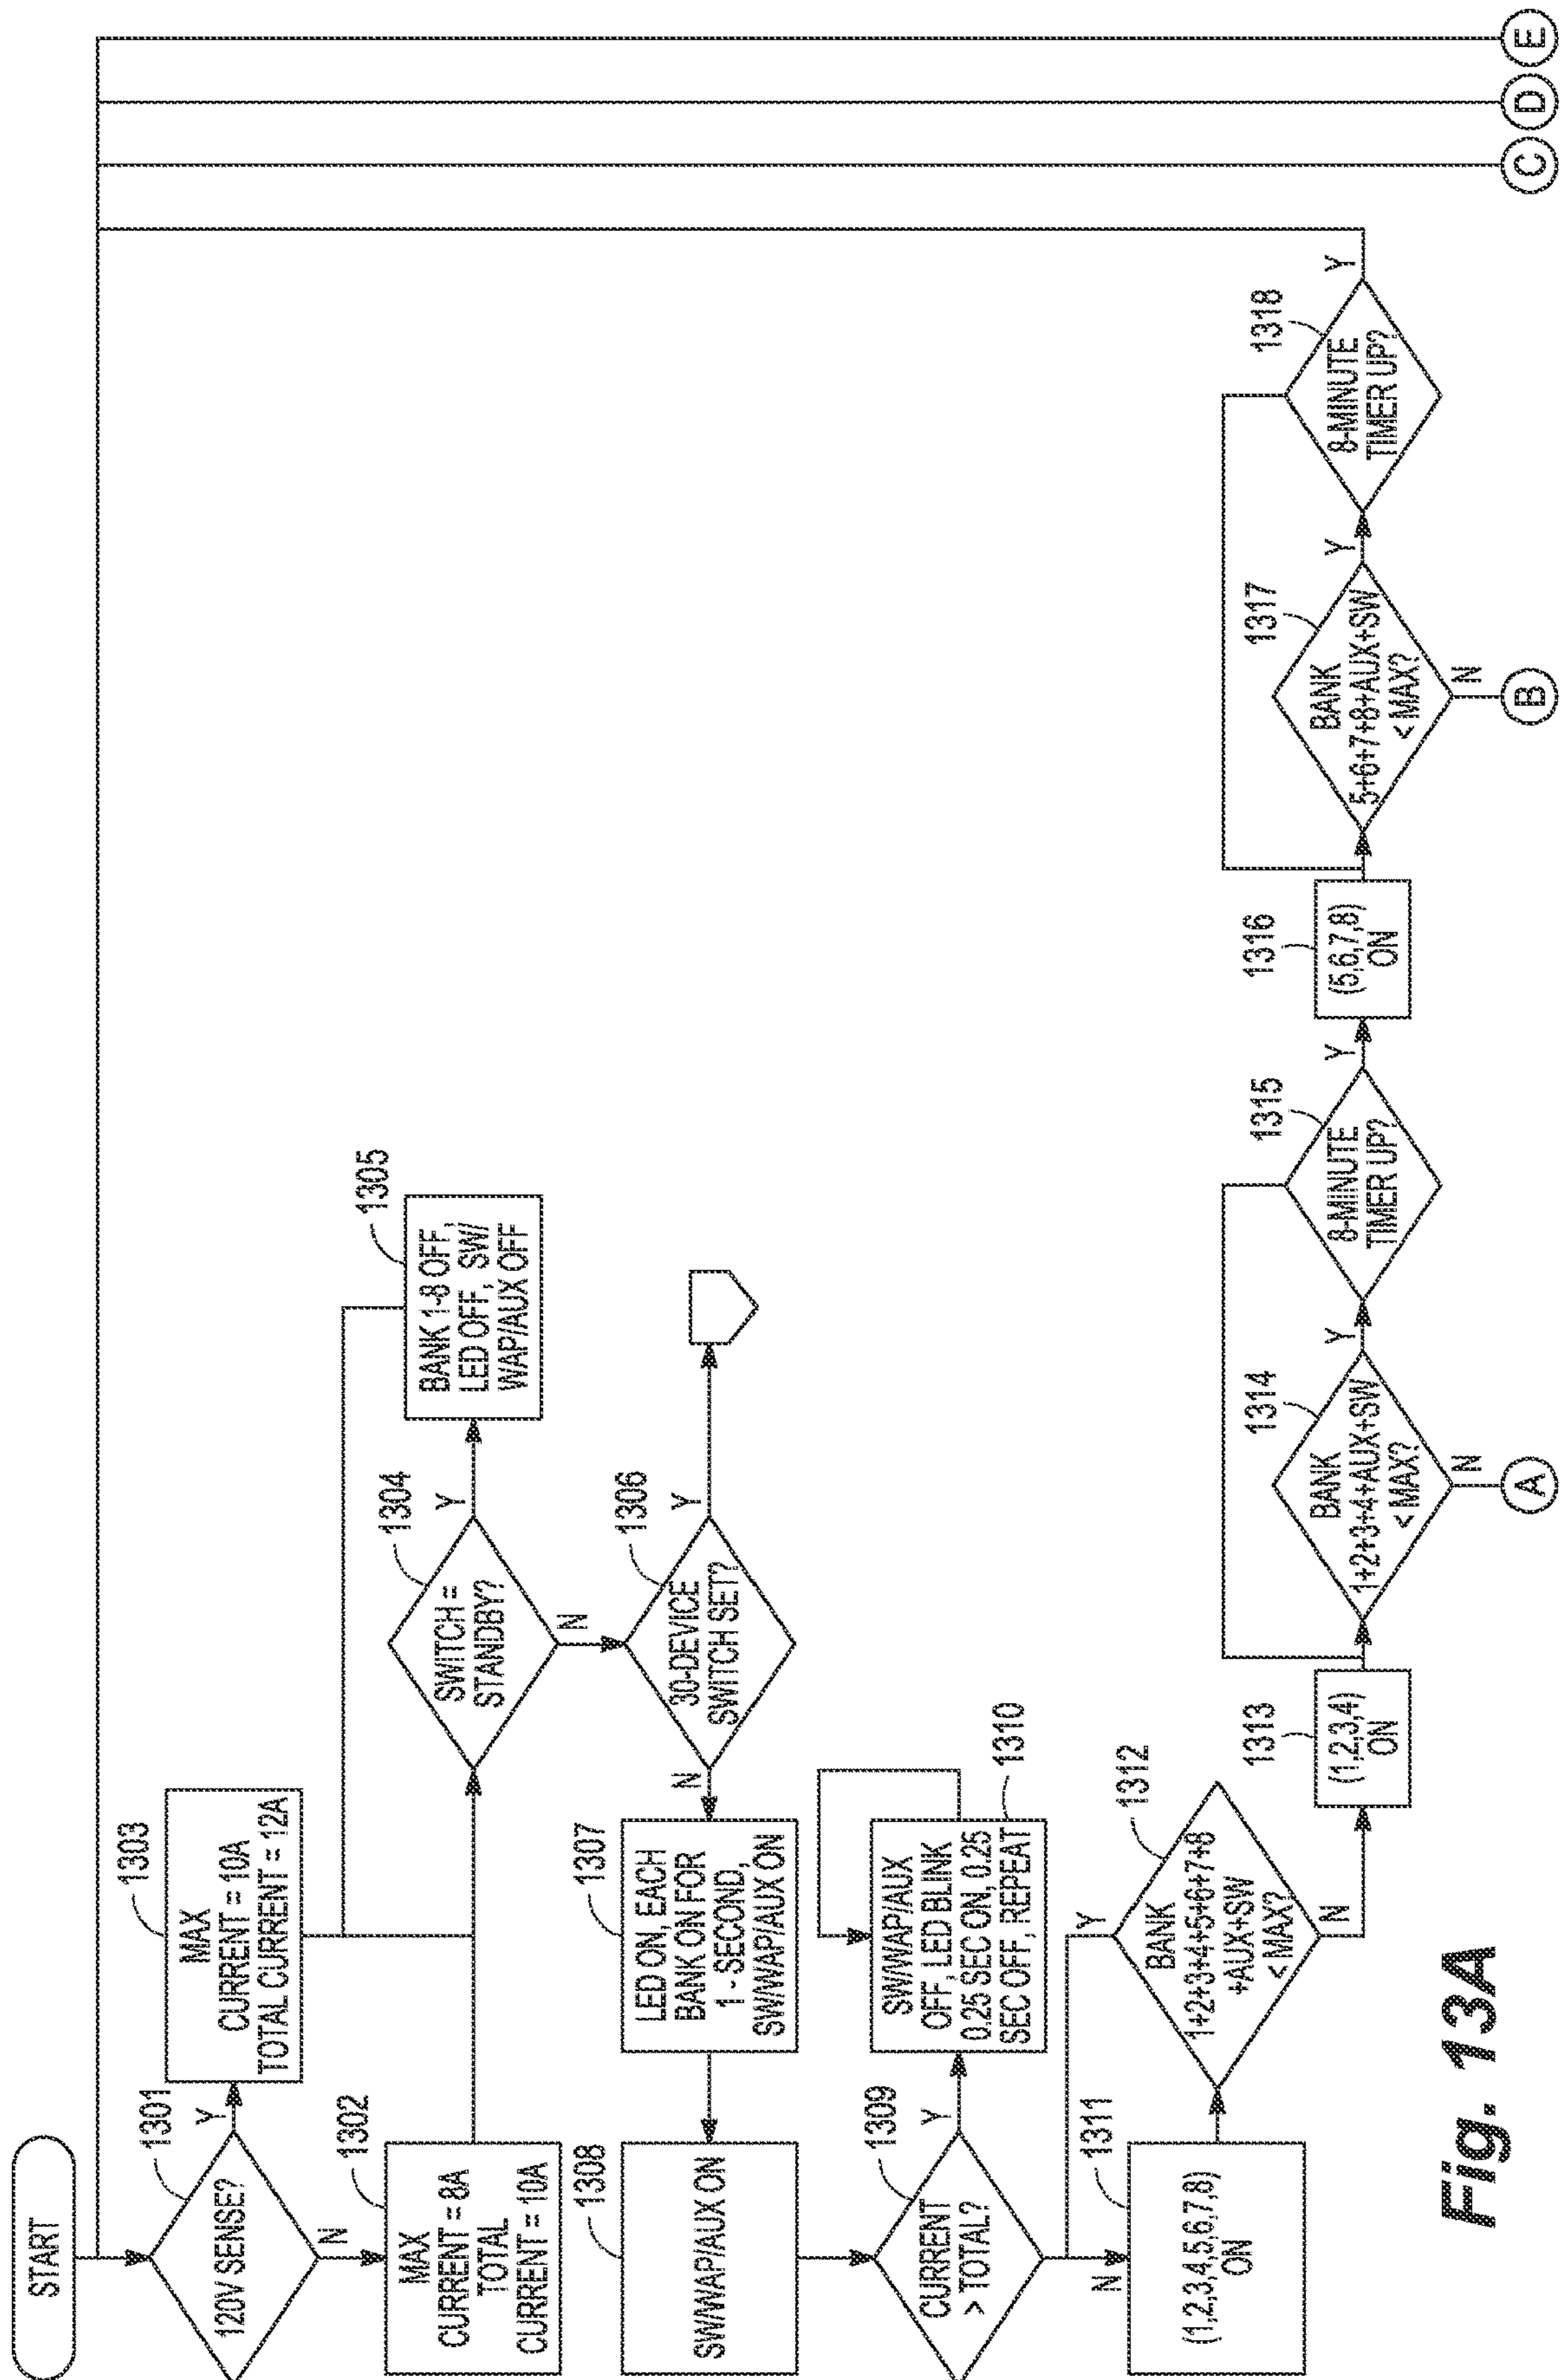 START
1301
120V SENSE?
Y
N
1303
MAX
CURRENT = 10A
TOTAL CURRENT = 12A
1302
MAX
CURRENT = 8A
TOTAL
CURRENT = 10A
1304
SWITCH =
STANDBY?
Y
N
1305
BANK 1-8 OFF,
LED OFF, SW/
WAP/AUX OFF
1306
30-DEVICE
SWITCH SET?
Y
N
1307
LED ON, EACH
BANK ON FOR
1 - SECOND,
SW/WAP/AUX ON
1308
SW/WAP/AUX ON
1309
CURRENT
> TOTAL?
Y
N
1310
SW/WAP/AUX
OFF, LED BLINK
0.25 SEC ON, 0.25
SEC OFF, REPEAT
1311
(1,2,3,4,5,6,7,8)
ON
1312
BANK
1+2+3+4+5+6+7+8
+AUX+SW
< MAX?
Y
N
1313
(1,2,3,4)
ON
1314
BANK
1+2+3+4+AUX+SW
< MAX?
Y
N
A
1315
8-MINUTE
TIMER UP?
Y
1316
(5,6,7,8)
ON
1317
BANK
5+6+7+8+AUX+SW
< MAX?
Y
N
B
1318
8-MINUTE
TIMER UP?
Y
C
D
E
Fig. 13A